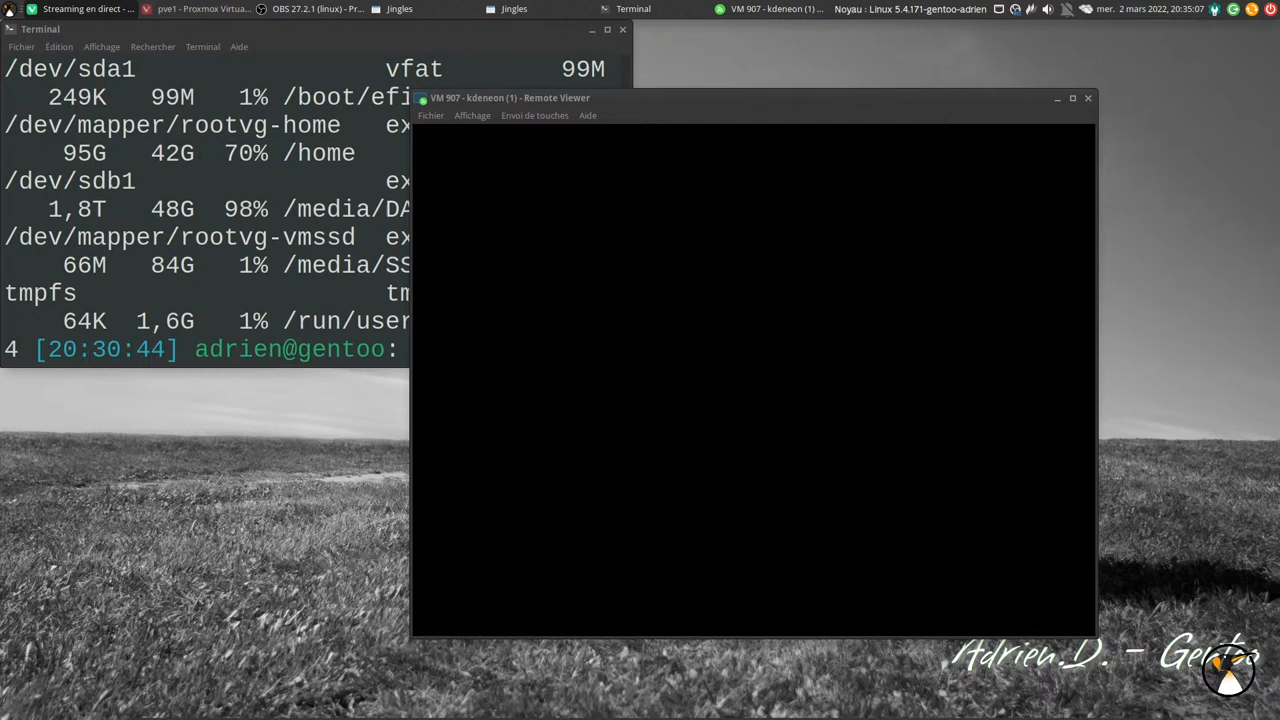 Streaming en direct - ... pve1 - Proxmox Virtua... OBS 27.2.1 (linux) - P... Jingles Jingles Terminal VM 907 - kdeneon (1) ... Noyau : Linux 5.4.171-gentoo-adrien mer. 2 mars 2022, 20:35:07
Terminal
Fichier Édition Affichage Rechercher Terminal Aide
/dev/sda1 vfat 99M
249K 99M 1% /boot/efi
/dev/mapper/rootvg-home ex
95G 42G 70% /home
/dev/sdb1 ex
1,8T 48G 98% /media/DA
/dev/mapper/rootvg-vmssd ex
66M 84G 1% /media/SS
tmpfs tm
64K 1,6G 1% /run/user
4 [20:30:44] adrien@gentoo:
VM 907 - kdeneon (1) - Remote Viewer
Fichier Affichage Envoi de touches Aide
Adrien.D. - Gentoo